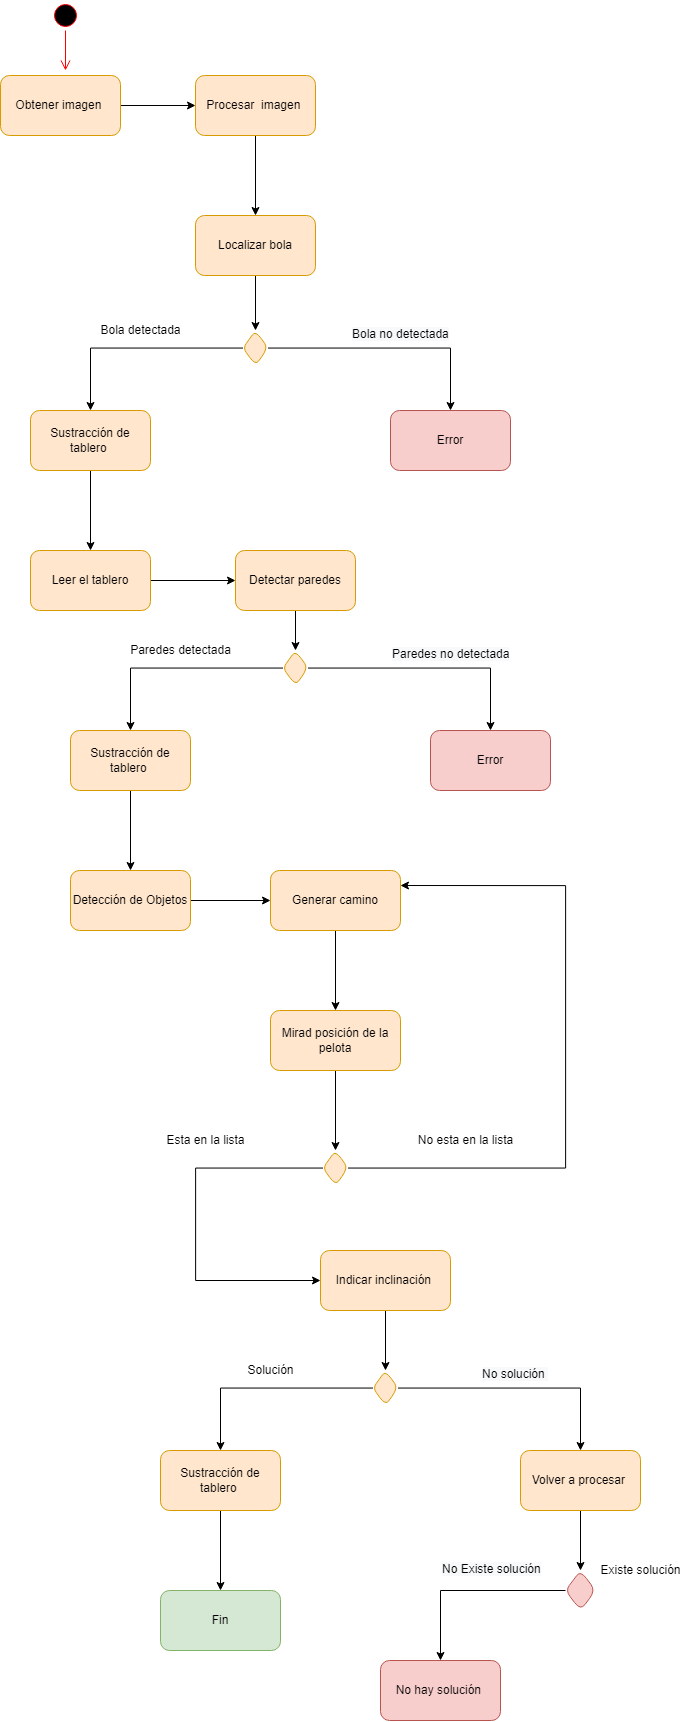 Obtener imagen
Procesar imagen
Localizar bola
Bola detectada
Bola no detectada
Sustracción de
tablero
Error
Leer el tablero
Detectar paredes
Paredes detectada
Paredes no detectada
Sustracción de
tablero
Error
Detección de Objetos
Generar camino
Mirad posición de la
pelota
Esta en la lista
No esta en la lista
Indicar inclinación
Solución
No solución
Sustracción de
tablero
Volver a procesar
No Existe solución
Existe solución
Fin
No hay solución